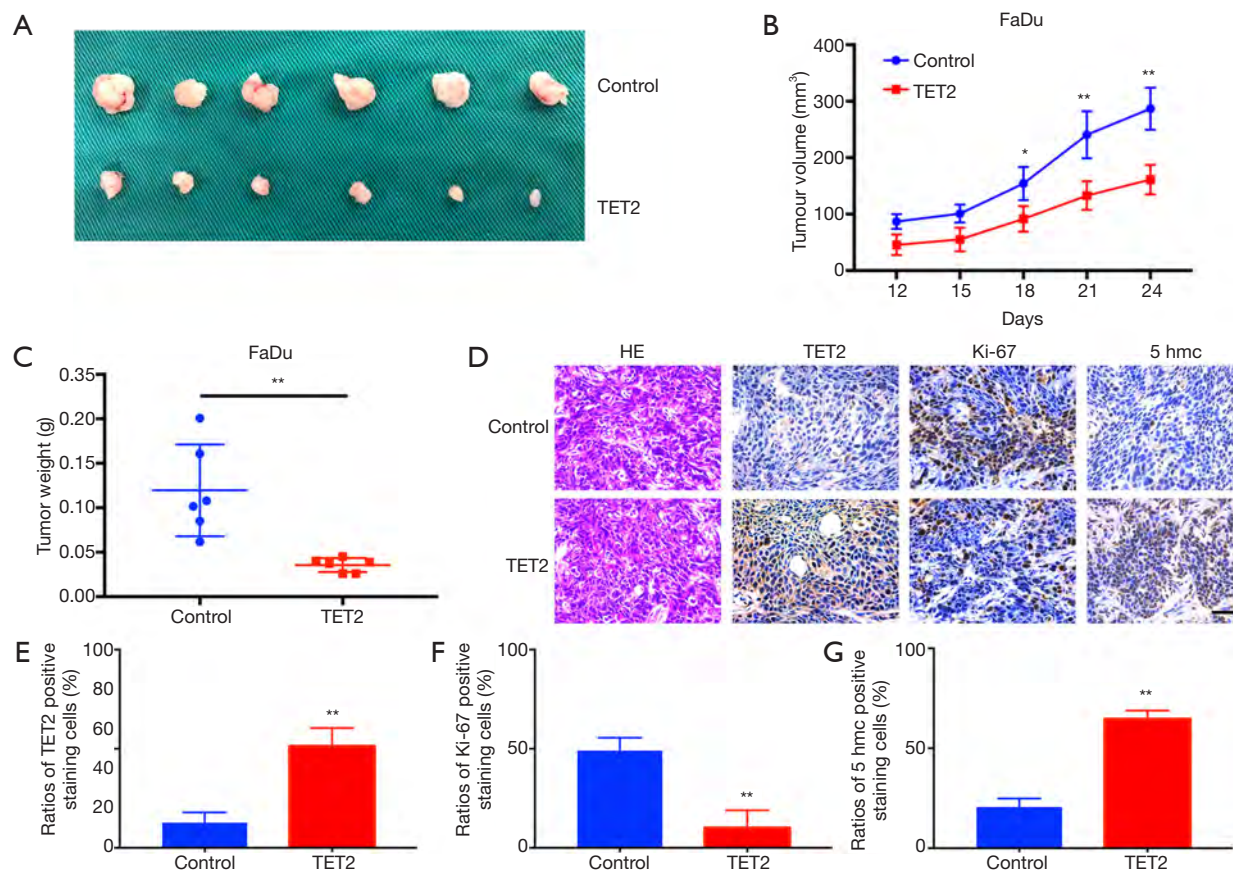 A
Control
TET2
B
FaDu
Control
TET2
Tumour volume (mm³)
400
300
200
100
0
*
**
**
12 15 18 21 24
Days
C
FaDu
**
Tumor weight (g)
0.35
0.20
0.15
0.10
0.05
0.00
Control TET2
D
HE TET2 Ki-67 5 hmc
Control
TET2
E
Ratios of TET2 positive
staining cells (%)
100
80
60
40
20
0
**
Control TET2
F
Ratios of Ki-67 positive
staining cells (%)
100
50
0
**
Control TET2
G
Ratios of 5 hmc positive
staining cells (%)
100
50
0
**
Control TET2